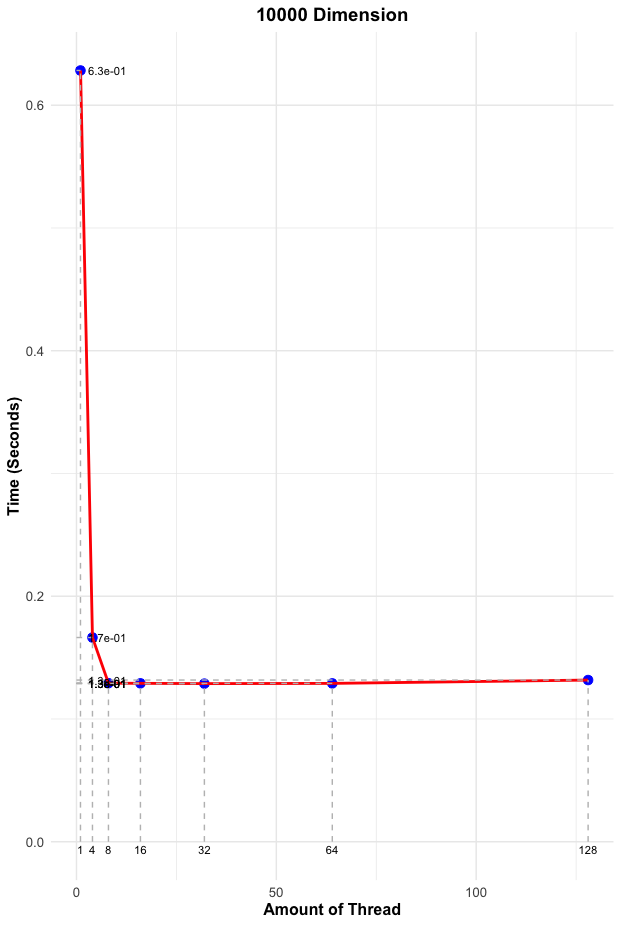 10000 Dimension
Time (Seconds)
0.6
0.4
0.2
0.0
6.3e-01
7e-01
1 4 8 16 32 64 128
0 50 100
Amount of Thread